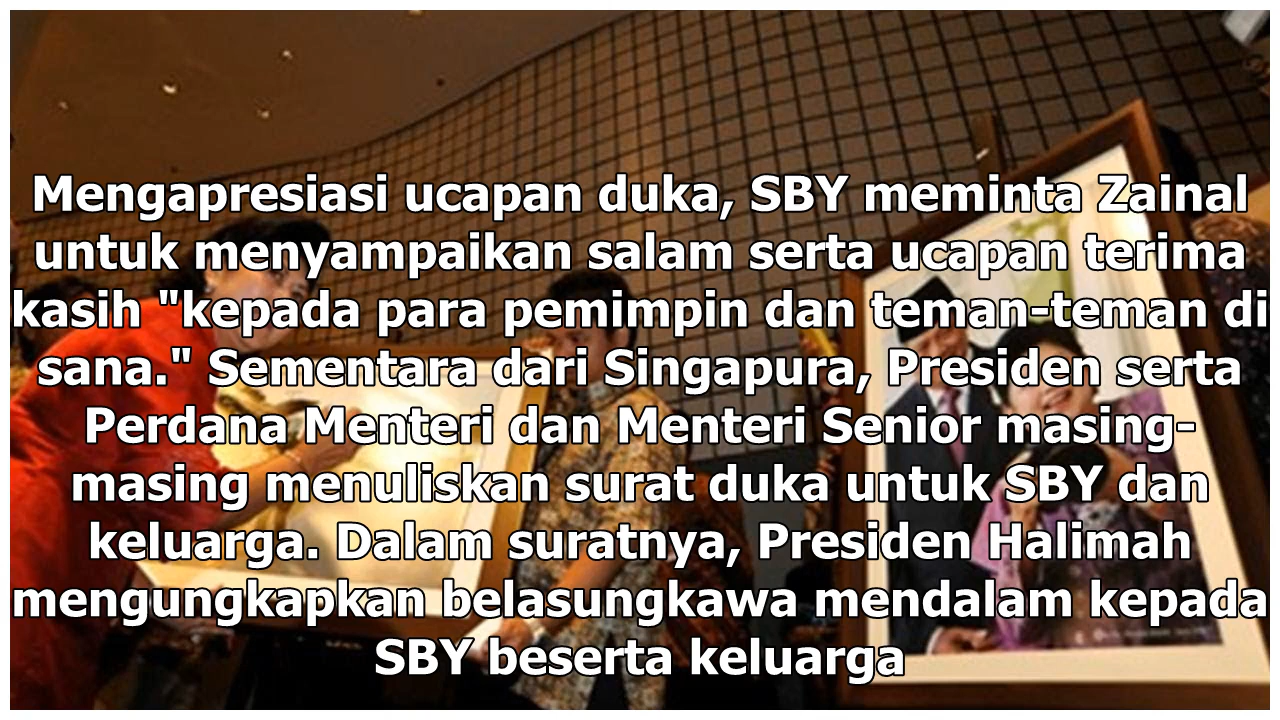 Mengapresiasi ucapan duka, SBY meminta Zainal
untuk menyampaikan salam serta ucapan terima
kasih "kepada para pemimpin dan teman-teman di
sana." Sementara dari Singapura, Presiden serta
Perdana Menteri dan Menteri Senior masing-
masing menuliskan surat duka untuk SBY dan
keluarga. Dalam suratnya, Presiden Halimah
mengungkapkan belasungkawa mendalam kepada
SBY beserta keluarga